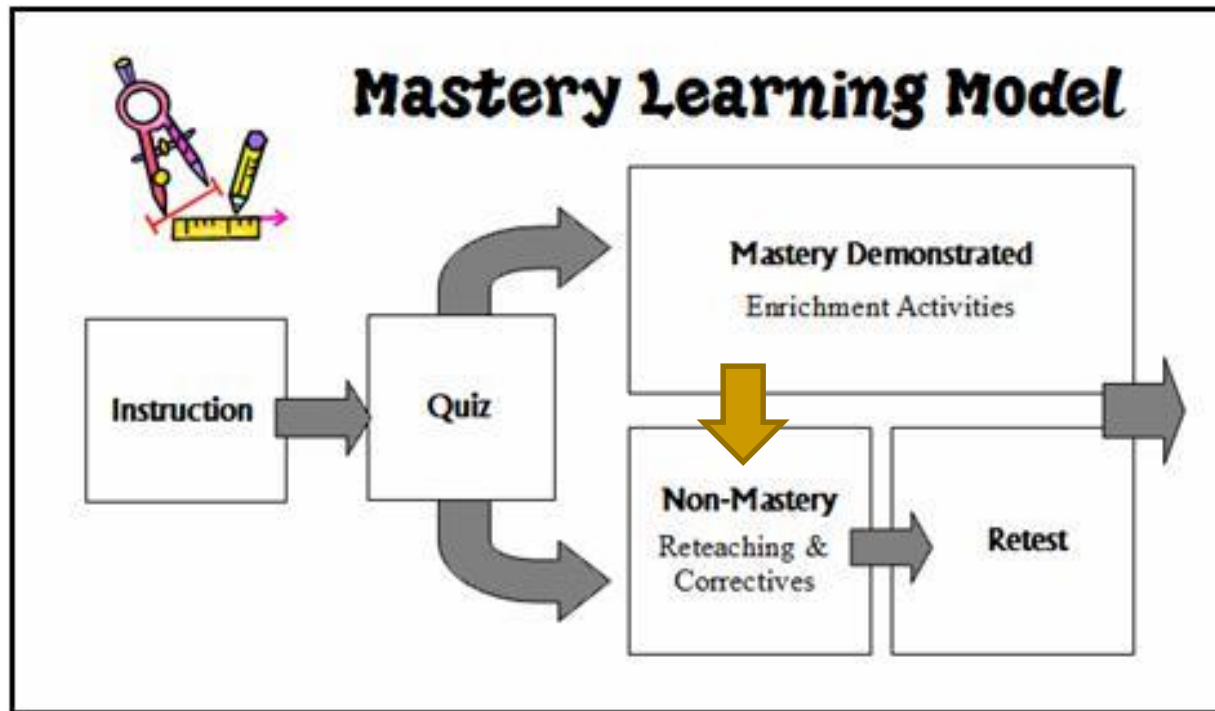 Mastery Learning Model
Mastery Demonstrated
Enrichment Activities
Instruction
Quiz
Non-Mastery
Reteaching &
Correctives
Retest